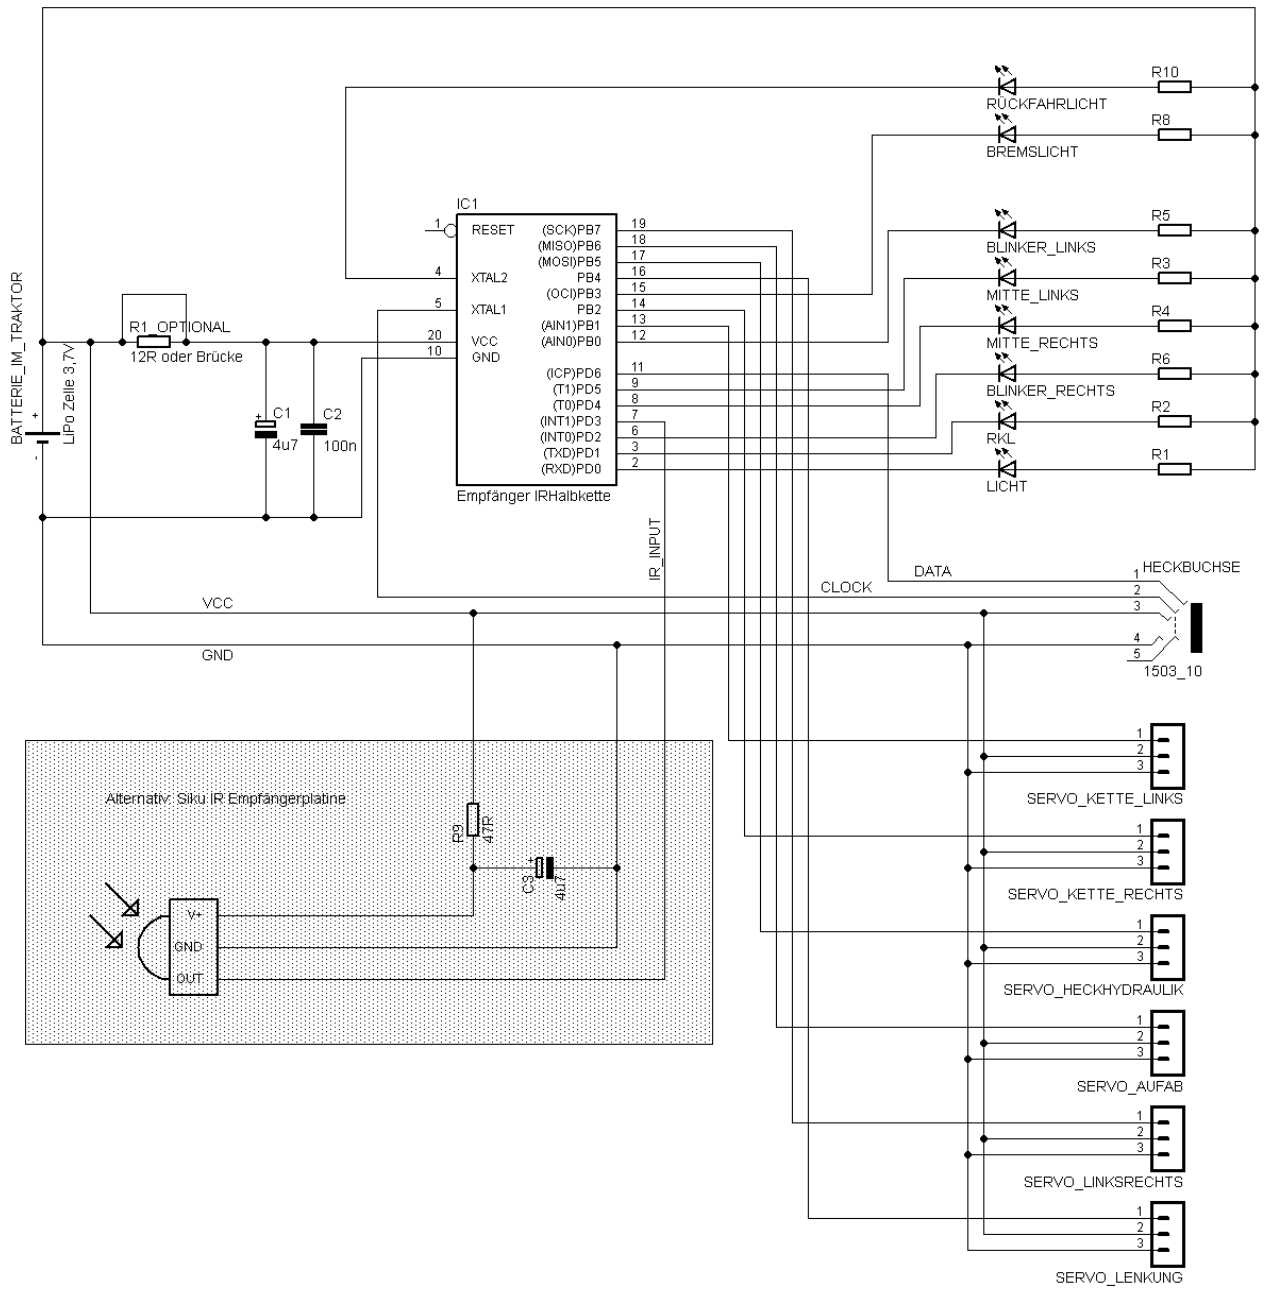 R10
RÜCKFAHRLICHT
R8
BREMSLICHT
IC1
1
RESET
(SCK)PB7
19
(MISO)PB6
18
(MOSI)PB5
17
4
XTAL2
PB4
16
(OCI)PB3
15
5
XTAL1
PB2
14
(AIN1)PB1
13
20
VCC
(AIN0)PB0
12
10
GND
(ICP)PD6
11
(T1)PD5
9
(T0)PD4
8
(INT1)PD3
7
(INT0)PD2
6
(TXD)PD1
3
(RXD)PD0
2
Empfänger IRHalbkette
R5
BLINKER_LINKS
R3
MITTE_LINKS
R4
MITTE_RECHTS
R6
BLINKER_RECHTS
R2
RKL
R1
LICHT
BATTERIE_IM_TRAKTOR
LiPo Zelle 3,7V
+
-
R1_OPTIONAL
12R oder Brücke
+
C1
4u7
C2
100n
IR_INPUT
DATA
CLOCK
VCC
GND
HECKBUCHSE
1
2
3
4
5
1503_10
Alternativ: Siku IR Empfängerplatine
R9
47R
+
C3
4u7
V+
GND
OUT
1
2
3
SERVO_KETTE_LINKS
1
2
3
SERVO_KETTE_RECHTS
1
2
3
SERVO_HECKHYDRAULIK
1
2
3
SERVO_AUFAB
1
2
3
SERVO_LINKSRECHTS
1
2
3
SERVO_LENKUNG